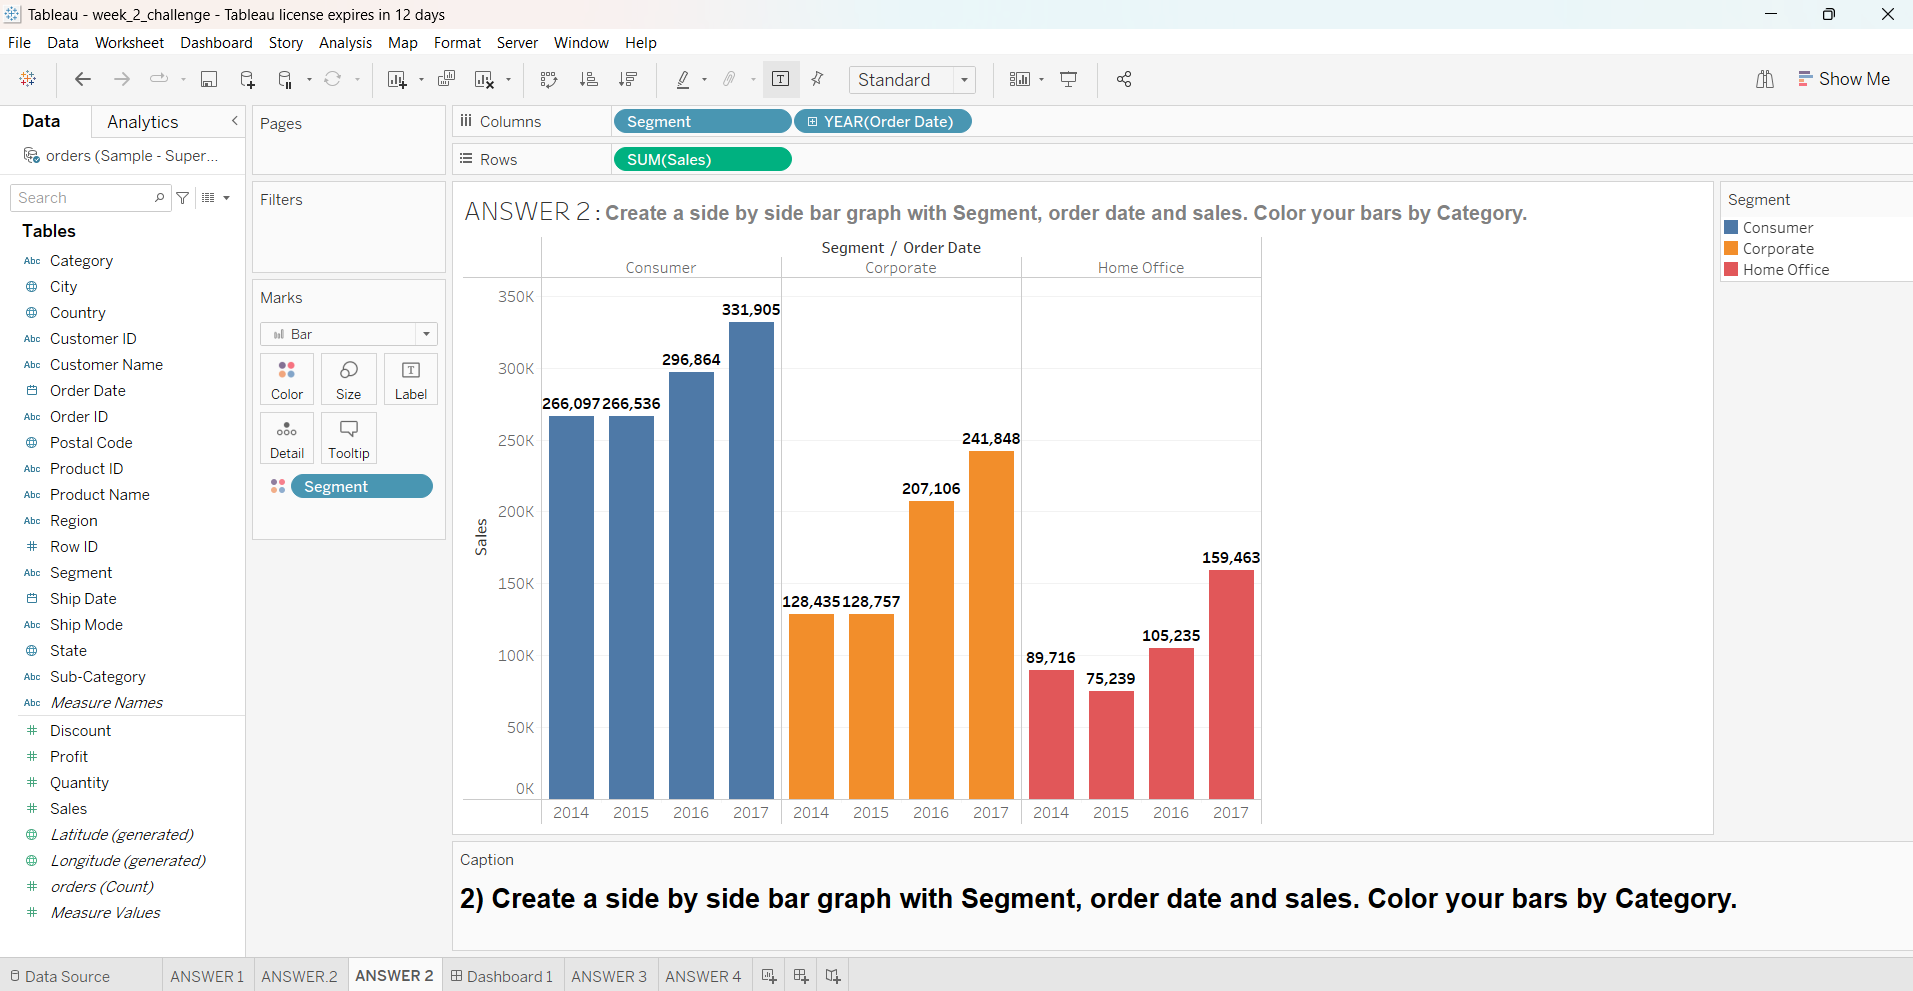 Tableau - week_2_challenge - Tableau license expires in 12 days
File Data Worksheet Dashboard Story Analysis Map Format Server Window Help
Standard
Show Me
Data
Analytics
orders (Sample - Super...
Search
Tables
Abc Category
City
Country
Abc Customer ID
Abc Customer Name
Order Date
Abc Order ID
Postal Code
Abc Product ID
Abc Product Name
Abc Region
# Row ID
Abc Segment
Ship Date
Abc Ship Mode
State
Abc Sub-Category
Abc Measure Names
# Discount
# Profit
# Quantity
# Sales
Latitude (generated)
Longitude (generated)
# orders (Count)
# Measure Values
Pages
Filters
Marks
Bar
Color Size Label
Detail Tooltip
Segment
Columns Segment YEAR(Order Date)
Rows SUM(Sales)
ANSWER 2 : Create a side by side bar graph with Segment, order date and sales. Color your bars by Category.
Segment / Order Date
Consumer Corporate Home Office
350K
300K
250K
200K
150K
100K
50K
0K
Sales
266,097 266,536 296,864 331,905
128,435 128,757 207,106 241,848
89,716 75,239 105,235 159,463
2014 2015 2016 2017 2014 2015 2016 2017 2014 2015 2016 2017
Segment
Consumer
Corporate
Home Office
Caption
2) Create a side by side bar graph with Segment, order date and sales. Color your bars by Category.
Data Source ANSWER 1 ANSWER.2 ANSWER 2 Dashboard 1 ANSWER 3 ANSWER 4